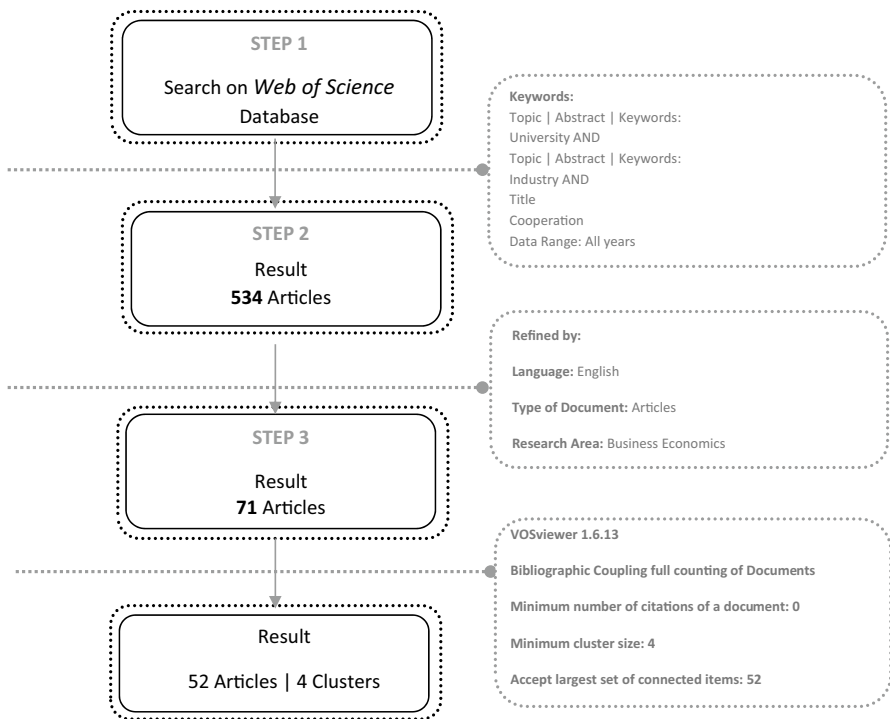 STEP 1
Search on Web of Science
Database
Keywords:
Topic | Abstract | Keywords:
University AND
Topic | Abstract | Keywords:
Industry AND
Title
Cooperation
Data Range: All years
STEP 2
Result
534 Articles
Refined by:
Language: English
Type of Document: Articles
Research Area: Business Economics
STEP 3
Result
71 Articles
VOSviewer 1.6.13
Bibliographic Coupling full counting of Documents
Minimum number of citations of a document: 0
Minimum cluster size: 4
Accept largest set of connected items: 52
Result
52 Articles | 4 Clusters